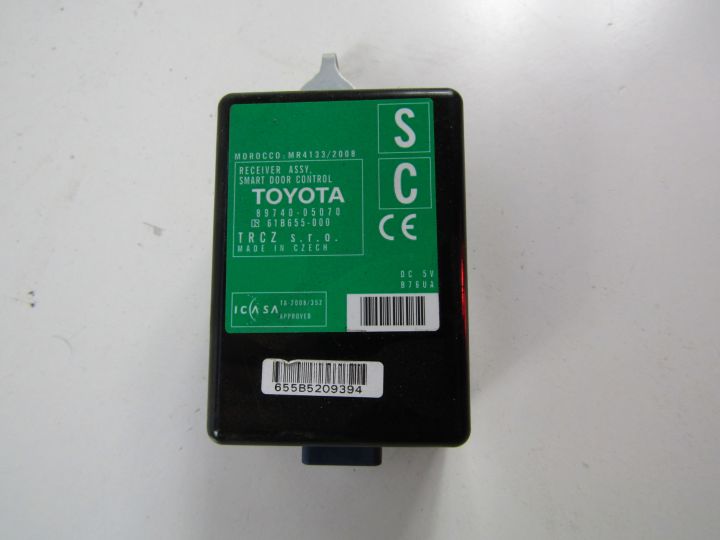 S
C
MOROCCO: MR4133/2008
RECEIVER ASSY,
SMART DOOR CONTROL
TOYOTA
89740-05070
61B655-000
TRCZ s.r.o.
MADE IN CZECH
CE
DC 5V
B76UA
ICASA
TA-2008/352
APPROVED
655B5209394